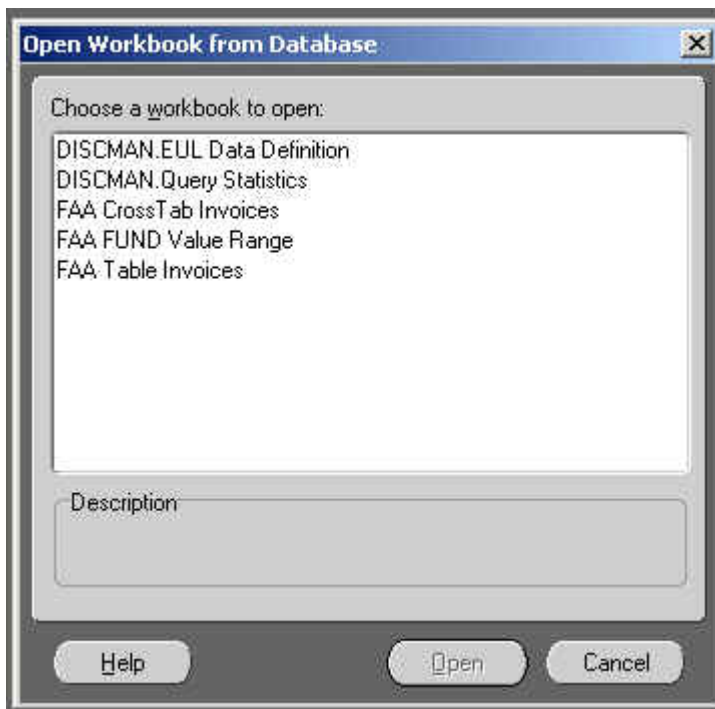 Open Workbook from Database
Choose a workbook to open:
DISCMAN.EUL Data Definition
DISCMAN.Query Statistics
FAA CrossTab Invoices
FAA FUND Value Range
FAA Table Invoices
Description
Help Open Cancel